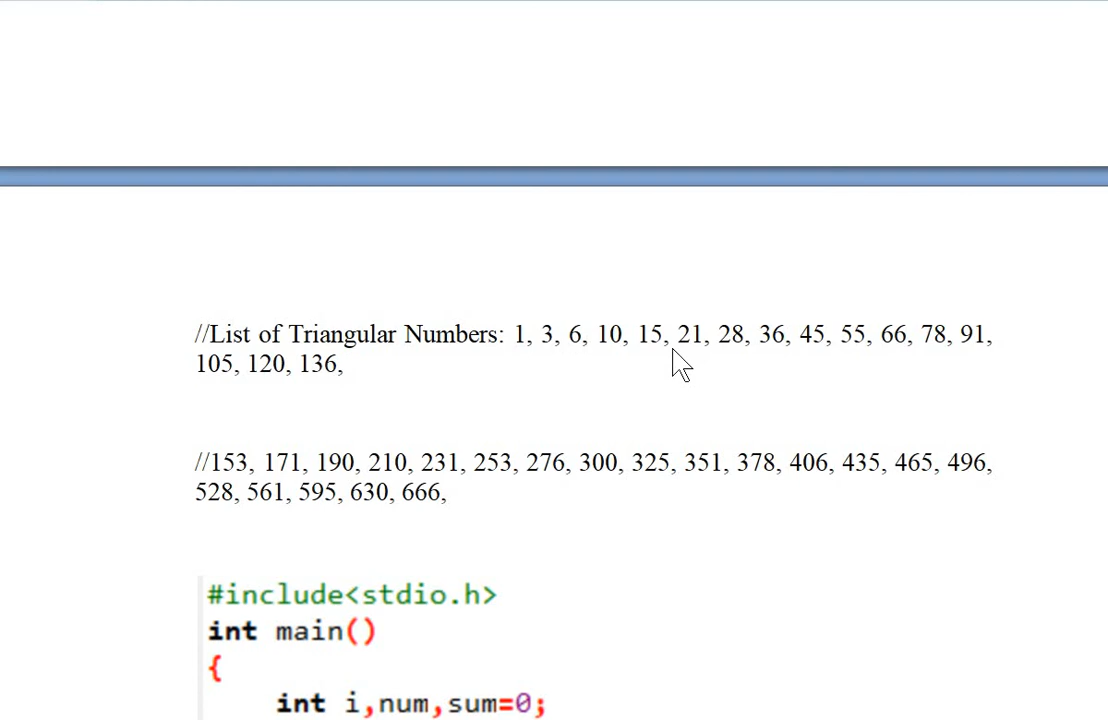 //List of Triangular Numbers: 1, 3, 6, 10, 15, 21, 28, 36, 45, 55, 66, 78, 91,
105, 120, 136,
//153, 171, 190, 210, 231, 253, 276, 300, 325, 351, 378, 406, 435, 465, 496,
528, 561, 595, 630, 666,
#include<stdio.h>
int main()
{
int i,num,sum=0;